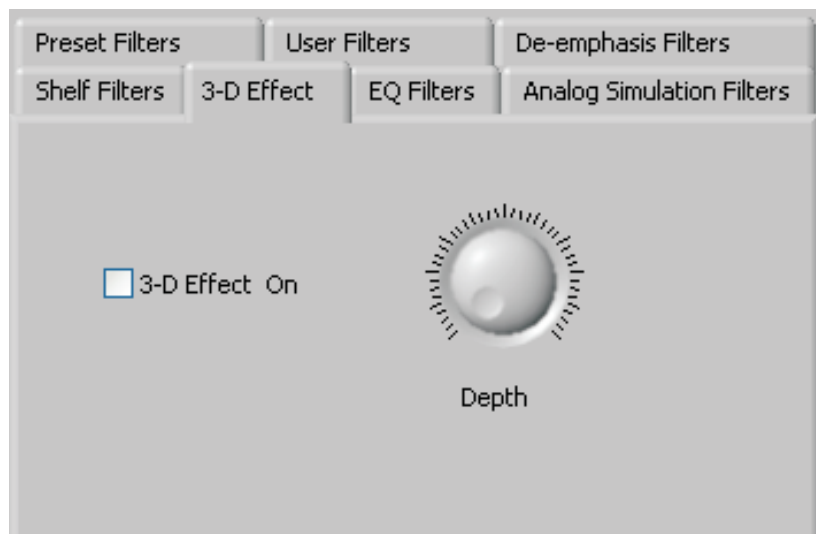 Preset Filters
User Filters
De-emphasis Filters
Shelf Filters
3-D Effect
EQ Filters
Analog Simulation Filters
3-D Effect On
Depth